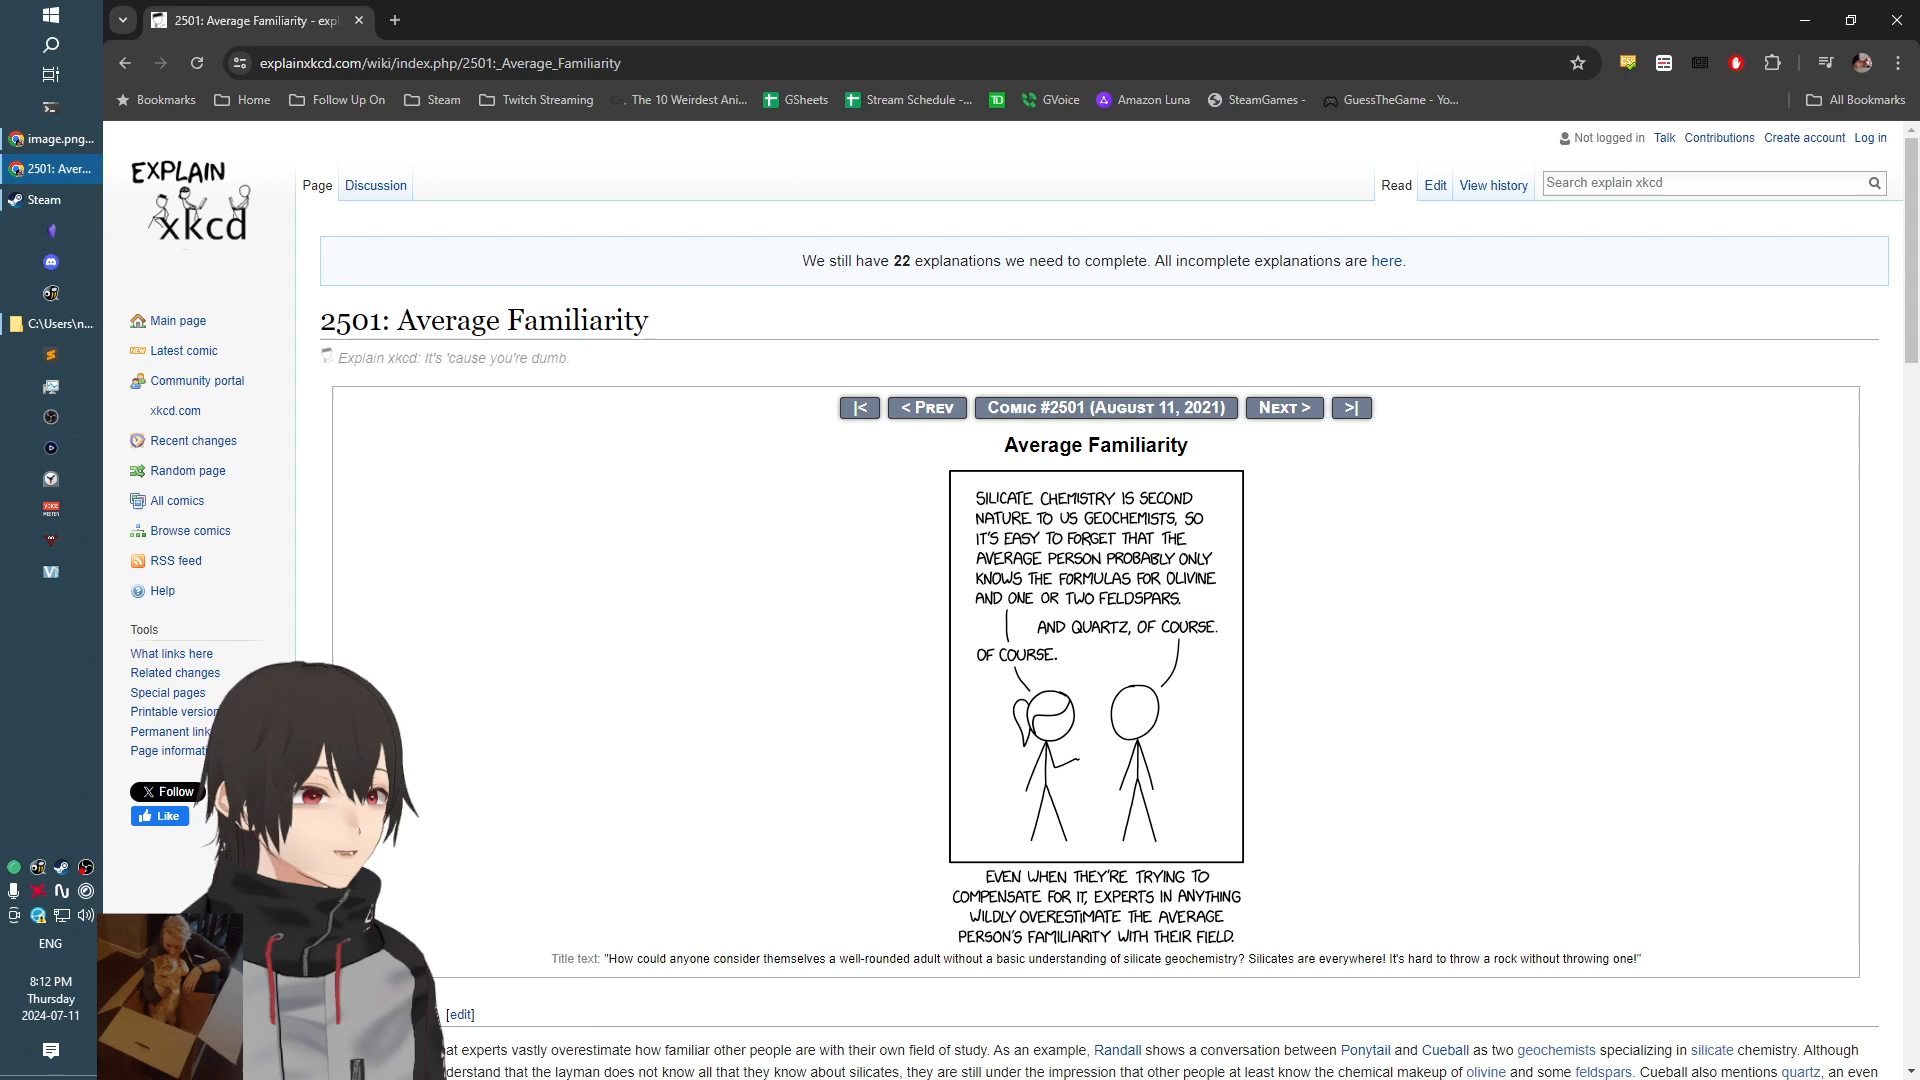 2501: Average Familiarity - expl
explainxkcd.com/wiki/index.php/2501:_Average_Familiarity
Bookmarks
Home
Follow Up On
Steam
Twitch Streaming
The 10 Weirdest Ani...
GSheets
Stream Schedule -...
GVoice
Amazon Luna
SteamGames -
GuessTheGame - Yo...
All Bookmarks
image.png...
2501: Aver...
Steam
C:\Users\n...
ENG
8:12 PM
Thursday
2024-07-11
Not logged in
Talk
Contributions
Create account
Log in
EXPLAIN
xkcd
Page
Discussion
Read
Edit
View history
Search explain xkcd
We still have 22 explanations we need to complete. All incomplete explanations are here.
2501: Average Familiarity
Explain xkcd: It's 'cause you're dumb.
Main page
Latest comic
Community portal
xkcd.com
Recent changes
Random page
All comics
Browse comics
RSS feed
Help
Tools
What links here
Related changes
Special pages
Printable version
Permanent link
Page informati
Follow
Like
|<
< PREV
COMIC #2501 (AUGUST 11, 2021)
NEXT >
>|
Average Familiarity
SILICATE CHEMISTRY IS SECOND
NATURE TO US GEOCHEMISTS, SO
IT'S EASY TO FORGET THAT THE
AVERAGE PERSON PROBABLY ONLY
KNOWS THE FORMULAS FOR OLIVINE
AND ONE OR TWO FELDSPARS.
AND QUARTZ, OF COURSE.
OF COURSE.
EVEN WHEN THEY'RE TRYING TO
COMPENSATE FOR IT, EXPERTS IN ANYTHING
WILDLY OVERESTIMATE THE AVERAGE
PERSON'S FAMILIARITY WITH THEIR FIELD.
Title text: "How could anyone consider themselves a well-rounded adult without a basic understanding of silicate geochemistry? Silicates are everywhere! It's hard to throw a rock without throwing one!"
[edit]
at experts vastly overestimate how familiar other people are with their own field of study. As an example, Randall shows a conversation between Ponytail and Cueball as two geochemists specializing in silicate chemistry. Although
derstand that the layman does not know all that they know about silicates, they are still under the impression that other people at least know the chemical makeup of olivine and some feldspars. Cueball also mentions quartz, an even